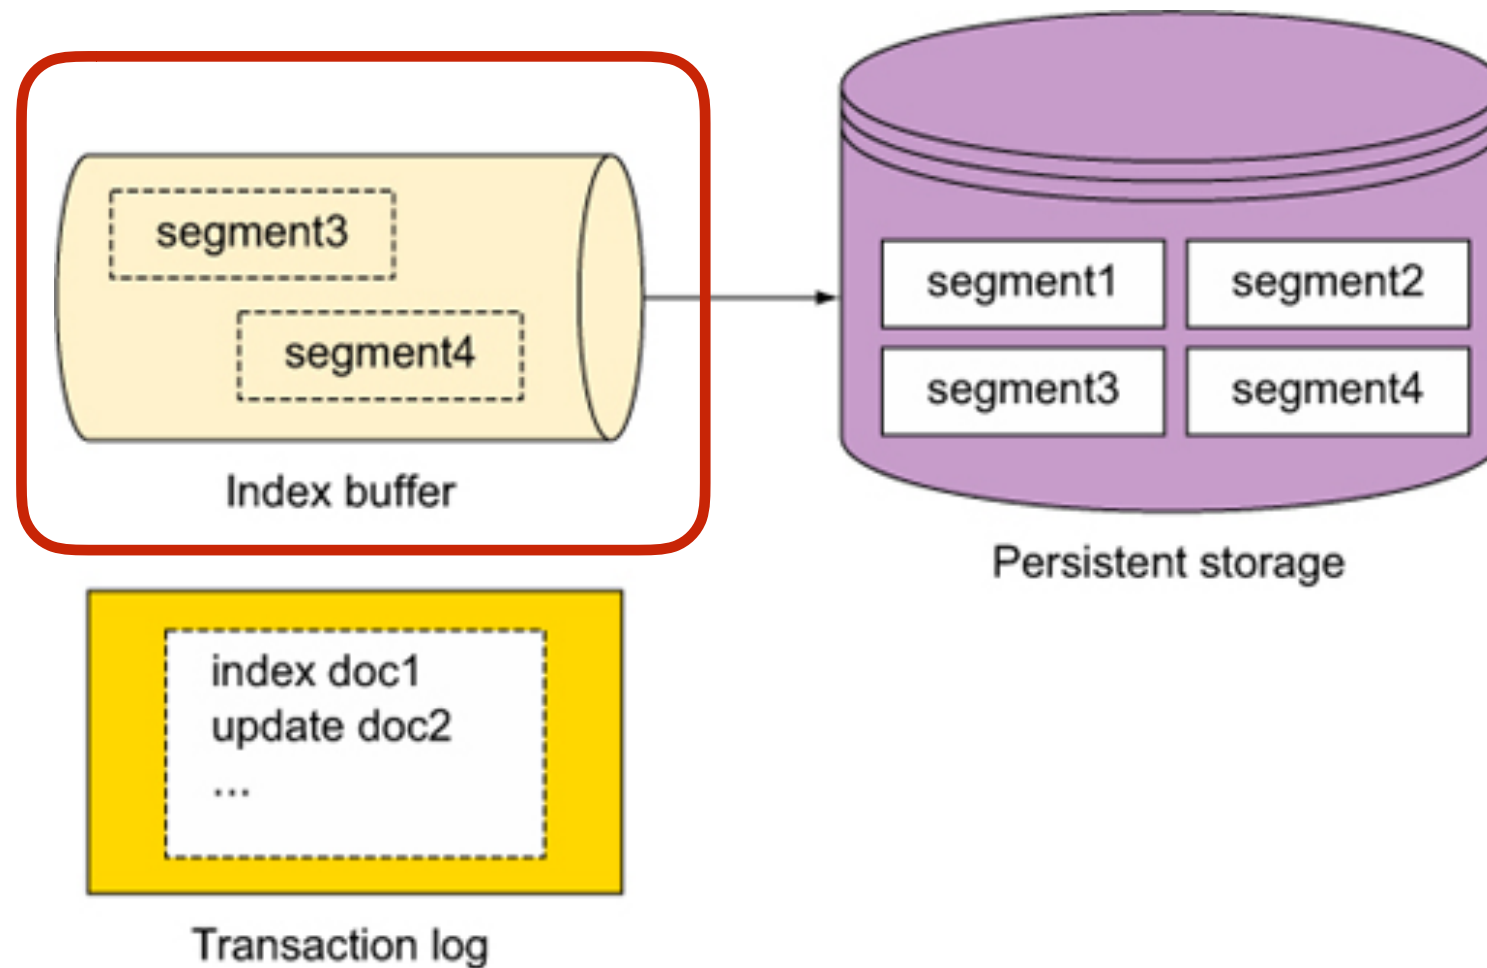 segment3
segment4
Index buffer
segment1 segment2
segment3 segment4
Persistent storage
index doc1
update doc2
...
Transaction log